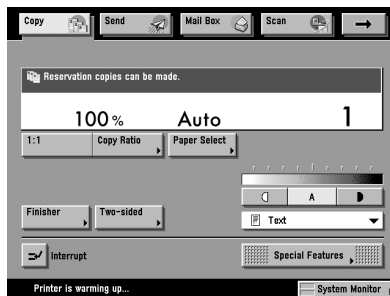 Copy Send Mail Box Scan
Reservation copies can be made.
100 % Auto 1
1:1 Copy Ratio Paper Select
A
Finisher Two-sided Text
Interrupt Special Features
Printer is warming up... System Monitor